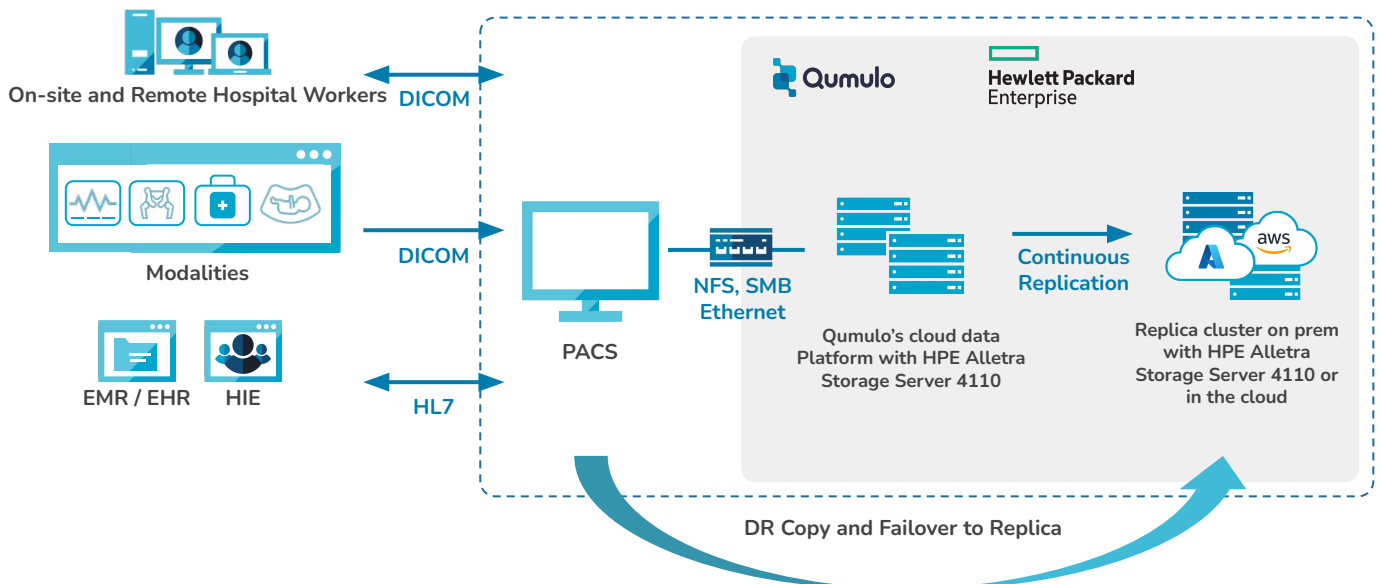 On-site and Remote Hospital Workers
DICOM
Qumulo
Hewlett Packard
Enterprise
Modalities
DICOM
PACS
NFS, SMB
Ethernet
Qumulo's cloud data
Platform with HPE Alletra
Storage Server 4110
Continuous
Replication
aws
Replica cluster on prem
with HPE Alletra
Storage Server 4110 or
in the cloud
EMR / EHR
HIE
HL7
DR Copy and Failover to Replica